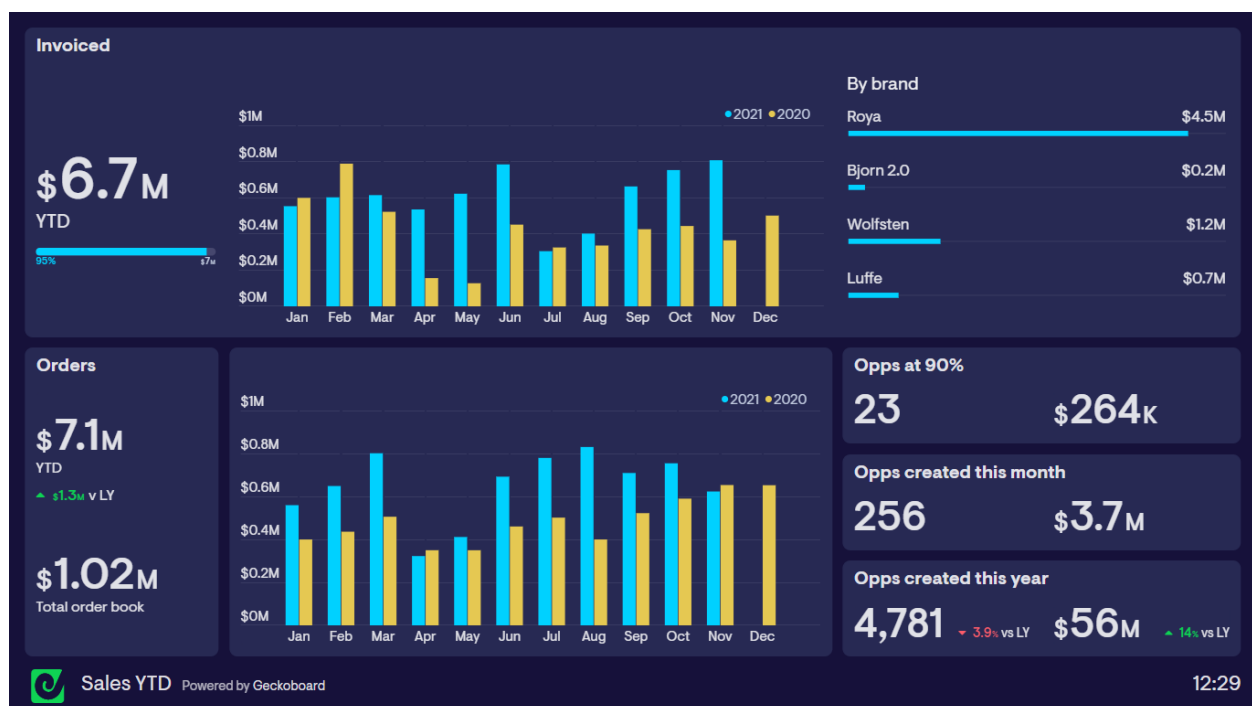 Invoiced
$6.7M
YTD
95% $7M
$1M
2021 2020
$0.8M
$0.6M
$0.4M
$0.2M
$0M
Jan Feb Mar Apr May Jun Jul Aug Sep Oct Nov Dec
By brand
Roya $4.5M
Bjorn 2.0 $0.2M
Wolfsten $1.2M
Luffe $0.7M
Orders
$7.1M
YTD
$1.3M v LY
$1.02M
Total order book
2021 2020
$1M
$0.8M
$0.6M
$0.4M
$0.2M
$0M
Jan Feb Mar Apr May Jun Jul Aug Sep Oct Nov Dec
Opps at 90%
23 $264K
Opps created this month
256 $3.7M
Opps created this year
4,781 3.9% vs LY $56M 14% vs LY
Sales YTD Powered by Geckoboard
12:29